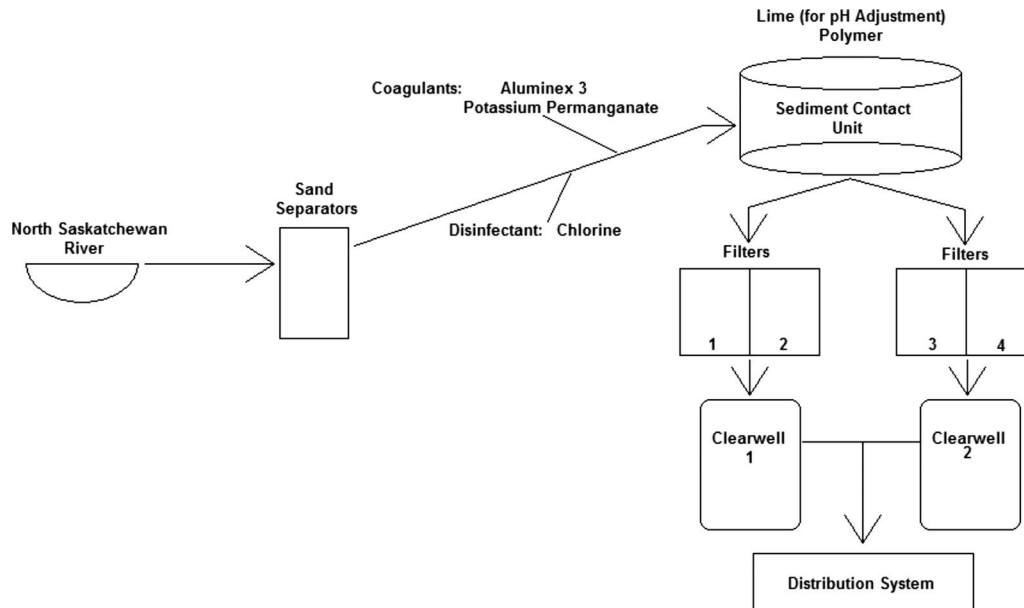 Lime (for pH Adjustment)
Polymer
Coagulants: Aluminex 3
Potassium Permanganate
Sediment Contact
Unit
Sand
Separators
North Saskatchewan
River
Disinfectant: Chlorine
Filters
Filters
1 2
3 4
Clearwell
1
Clearwell
2
Distribution System